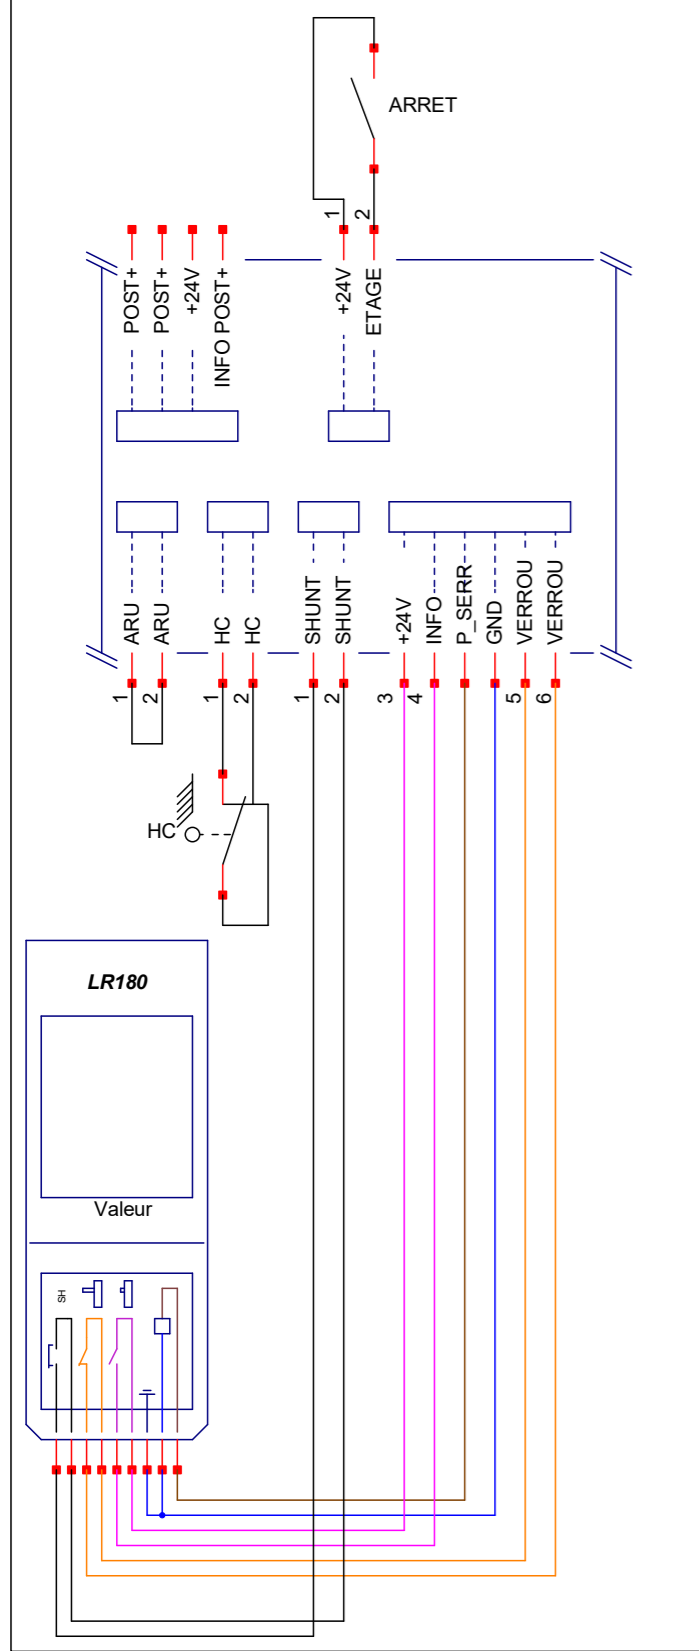 ARRET
1
2
POST+
POST+
+24V
INFO POST+
+24V
ETAGE
ARU
ARU
HC
HC
SHUNT
SHUNT
+24V
INFO
P_SERR
GND
VERROU
VERROU
1
2
1
2
1
2
3
4
5
6
HC
LR180
Valeur
SH